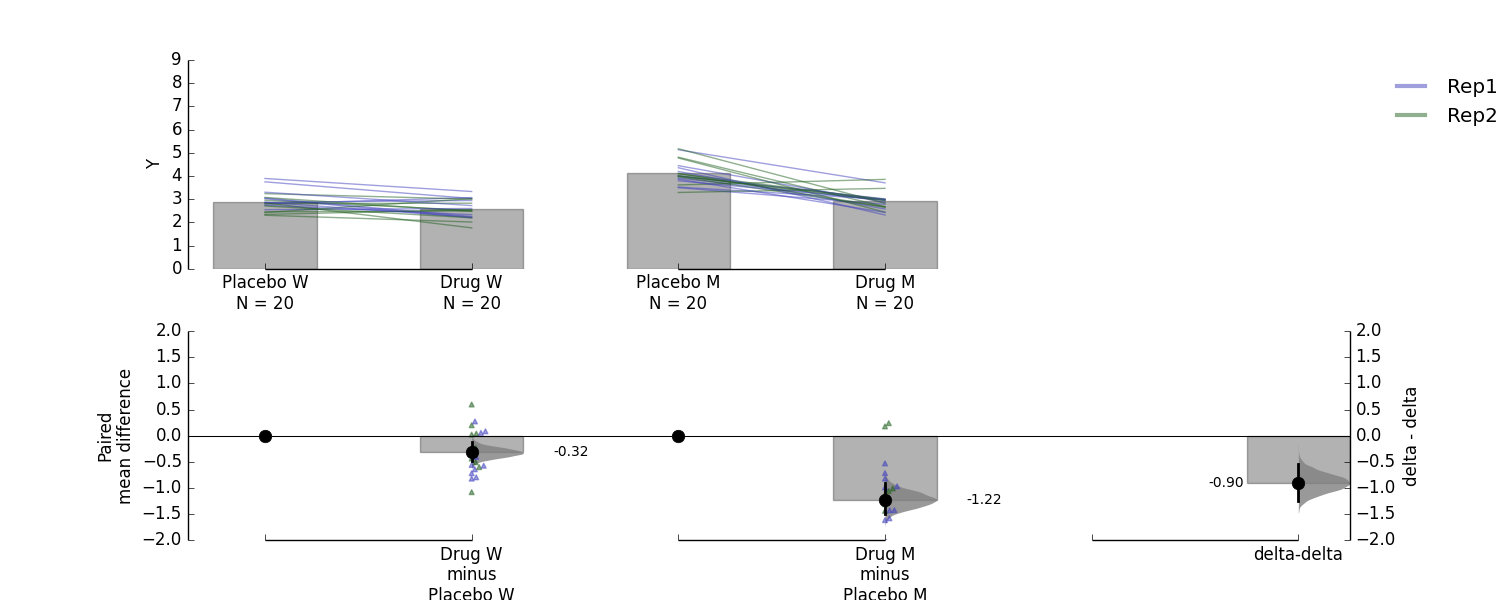 9
8
7
6
5
4
3
2
1
0
Y
Rep1
Rep2
Placebo W
N = 20
Drug W
N = 20
Placebo M
N = 20
Drug M
N = 20
2.0
1.5
1.0
0.5
0.0
−0.5
−1.0
−1.5
−2.0
Paired
mean difference
-0.32
-1.22
-0.90
2.0
1.5
1.0
0.5
0.0
−0.5
−1.0
−1.5
−2.0
delta - delta
Drug W
minus
Placebo W
Drug M
minus
Placebo M
delta-delta